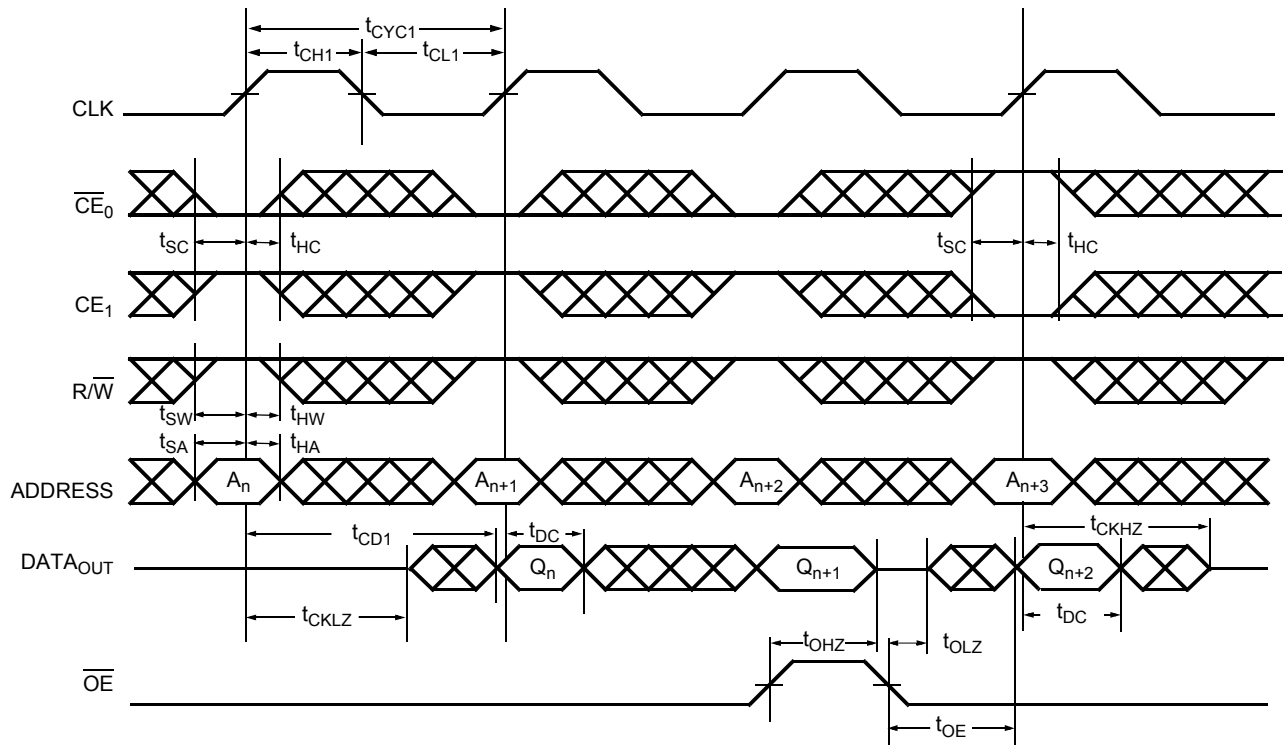 tCYC1
tCH1 tCL1
CLK
CE0
tSC tHC tSC tHC
CE1
R/W
tSW tHW
tSA tHA
ADDRESS An An+1 An+2 An+3
tCD1 tDC tCKHZ
DATAOUT Qn Qn+1 Qn+2
tCKLZ tDC
tOHZ tOLZ
OE
tOE